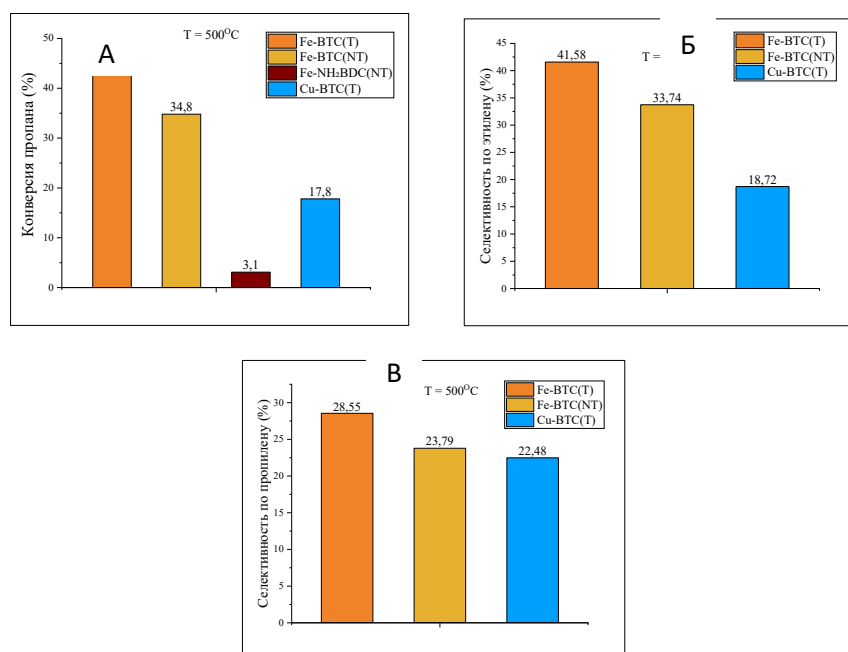 А
T = 500°C
Fe-BTC(T)
Fe-BTC(NT)
Fe-NH₂BDC(NT)
Cu-BTC(T)
Конверсия пропана (%)
50
40
30
20
10
0
34,8
3,1
17,8
Б
T =
Fe-BTC(T)
Fe-BTC(NT)
Cu-BTC(T)
Селективность по этилену (%)
45
40
35
30
25
20
15
10
5
0
41,58
33,74
18,72
В
T = 500°C
Fe-BTC(T)
Fe-BTC(NT)
Cu-BTC(T)
Селективность по пропилену (%)
30
25
20
15
10
5
0
28,55
23,79
22,48